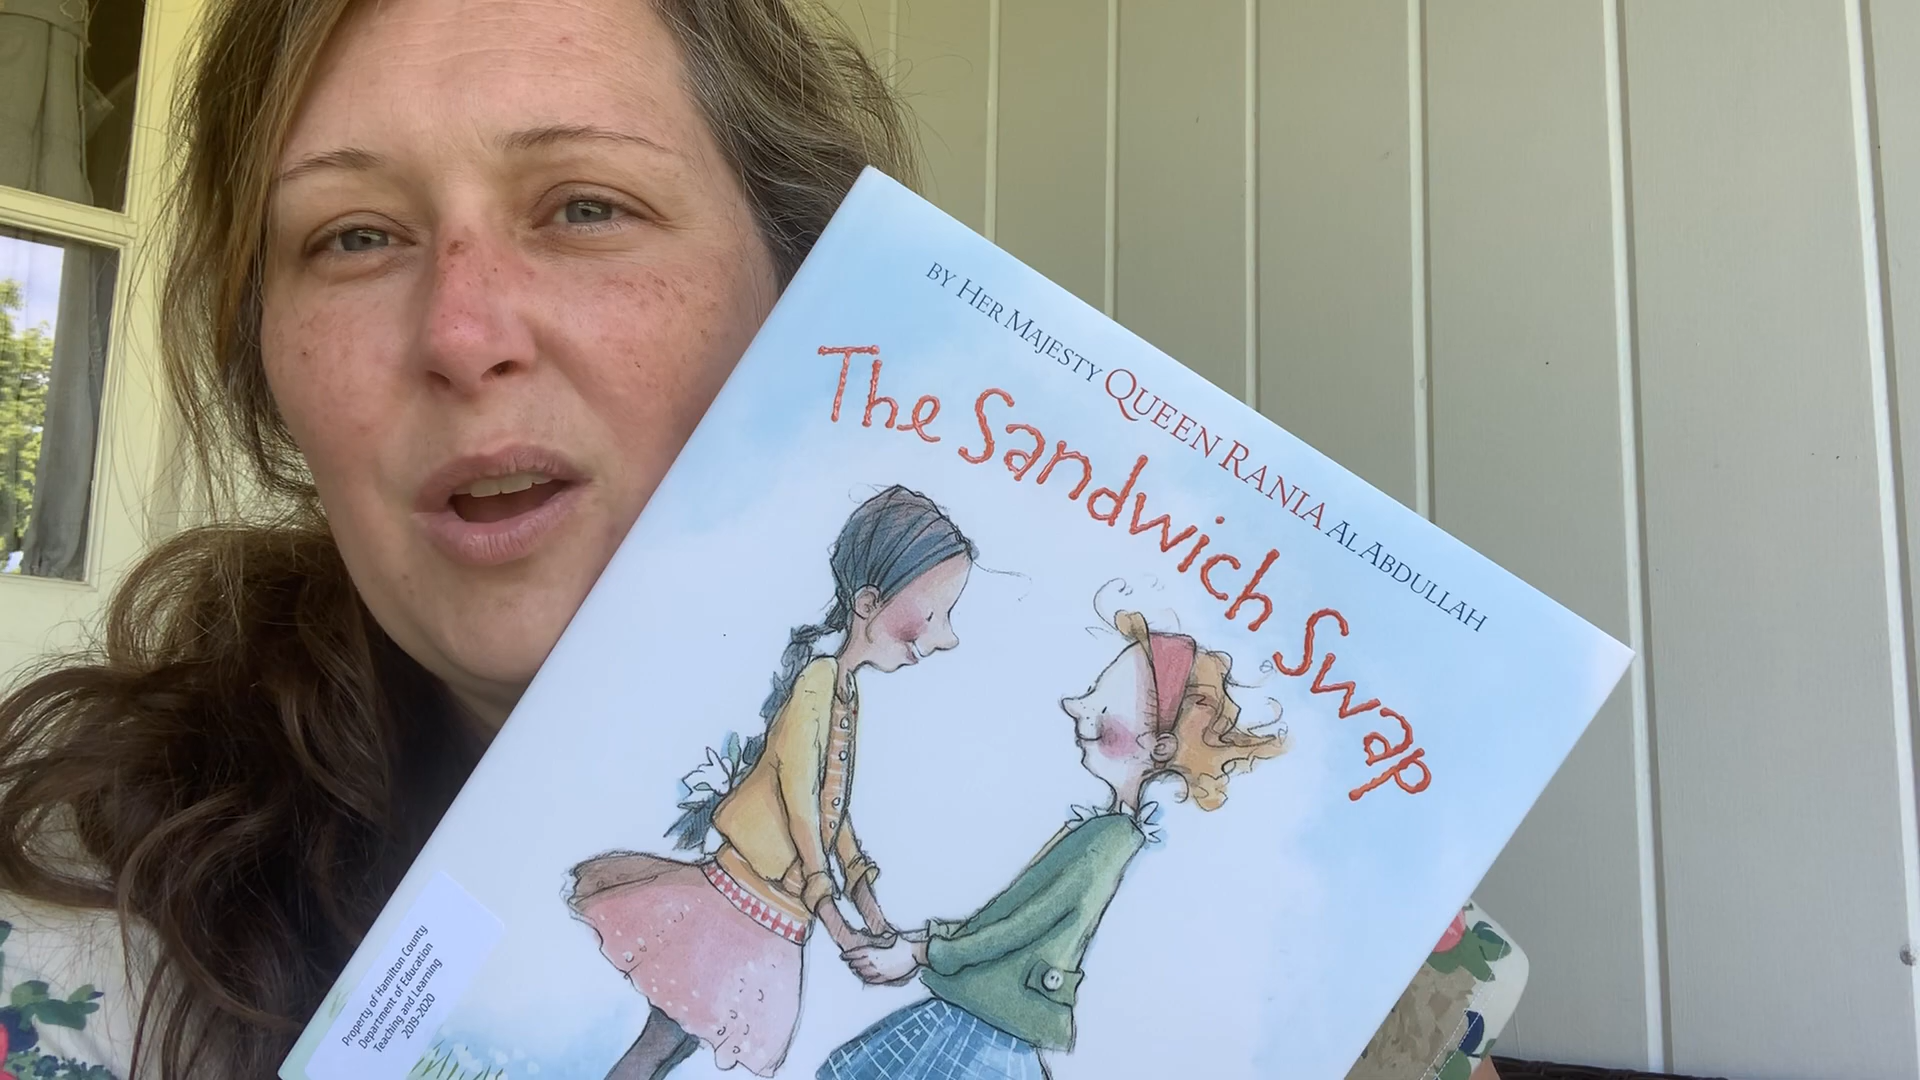 BY HER MAJESTY QUEEN RANIA AL ABDULLAH
The Sandwich Swap
Property of Hamilton County
Department of Education
Teaching and Learning
2019-2020